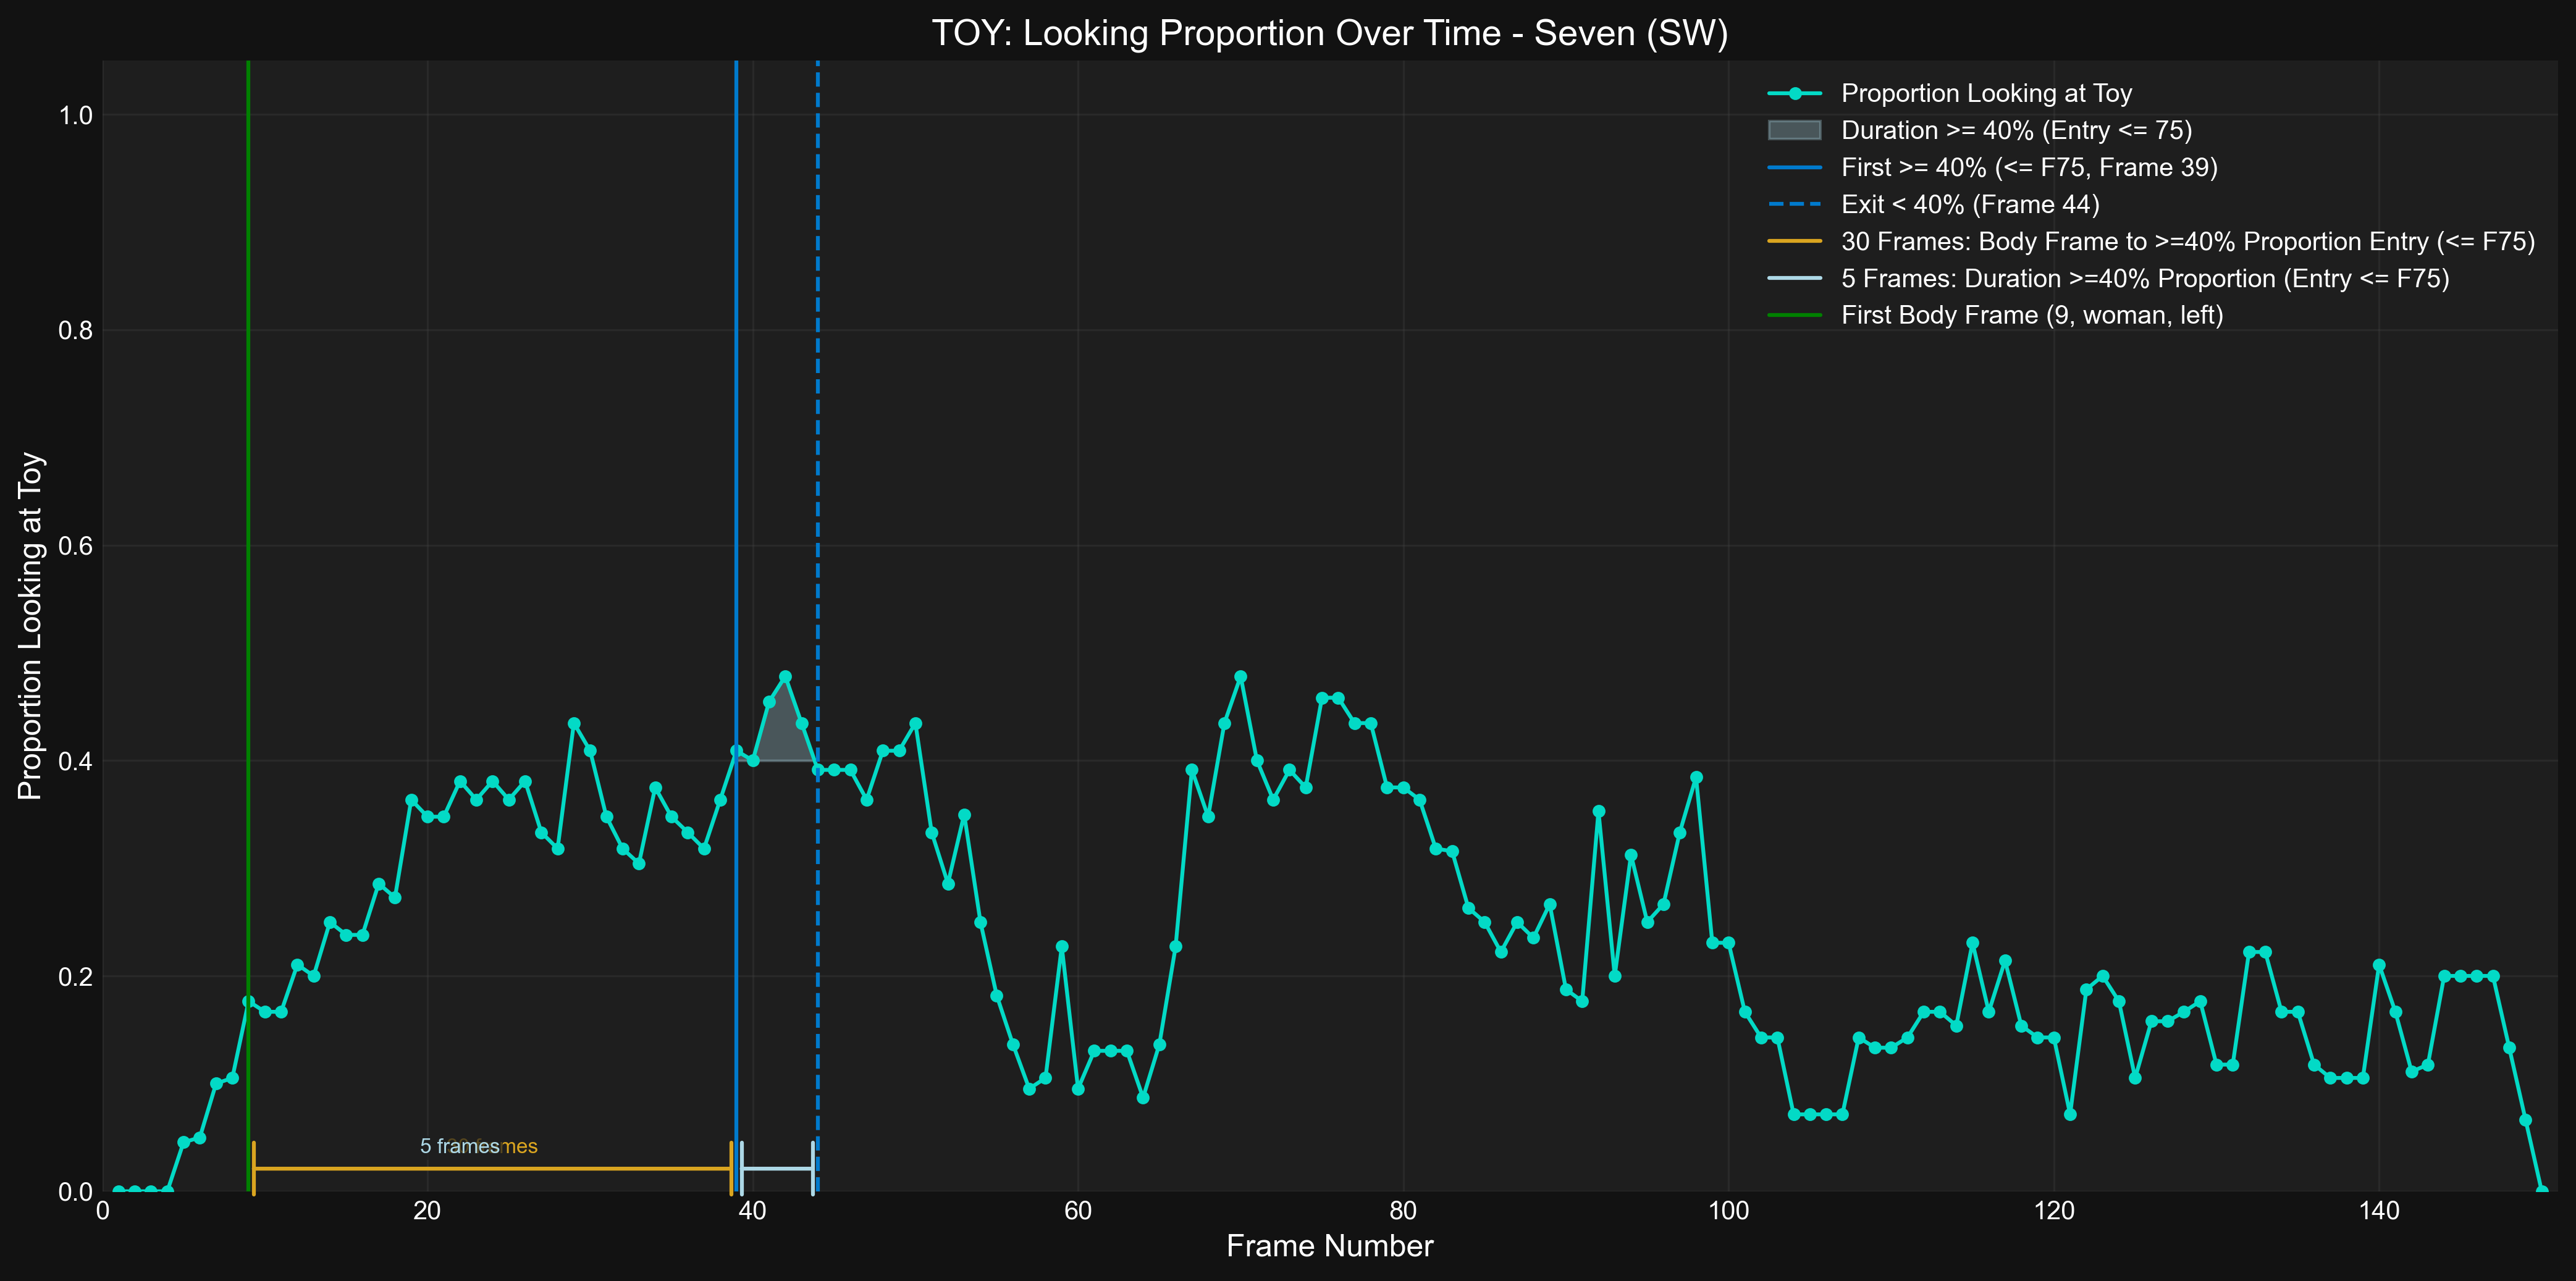 TOY: Looking Proportion Over Time - Seven (SW)
Proportion Looking at Toy
Duration >= 40% (Entry <= 75)
First >= 40% (<= F75, Frame 39)
Exit < 40% (Frame 44)
30 Frames: Body Frame to >=40% Proportion Entry (<= F75)
5 Frames: Duration >=40% Proportion (Entry <= F75)
First Body Frame (9, woman, left)
Proportion Looking at Toy
1.0
0.8
0.6
0.4
0.2
0.0
5 frames
0 20 40 60 80 100 120 140
Frame Number